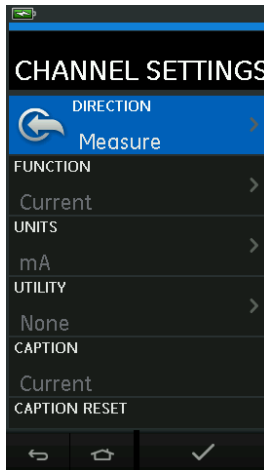 CHANNEL SETTINGS
DIRECTION
Measure
FUNCTION
Current
UNITS
mA
UTILITY
None
CAPTION
Current
CAPTION RESET